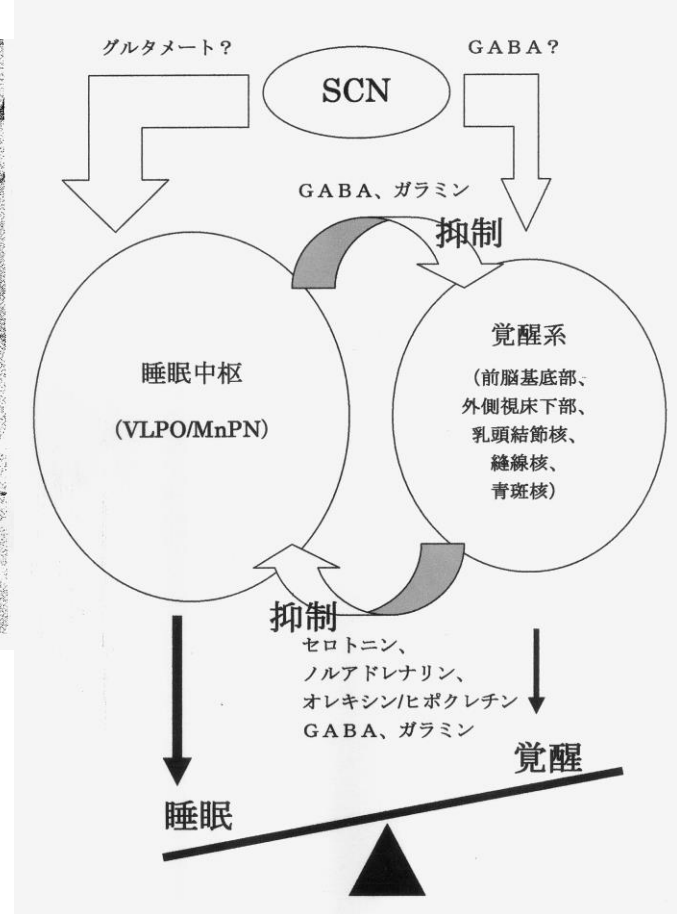 グルタメート？
GABA？
SCN
GABA、ガラミン
抑制
睡眠中枢
(VLPO/MnPN)
覚醒系
(前脳基底部、
外側視床下部、
乳頭結節核、
縫線核、
青斑核)
抑制
セロトニン、
ノルアドレナリン、
オレキシン/ヒポクレチン
GABA、ガラミン
覚醒
睡眠